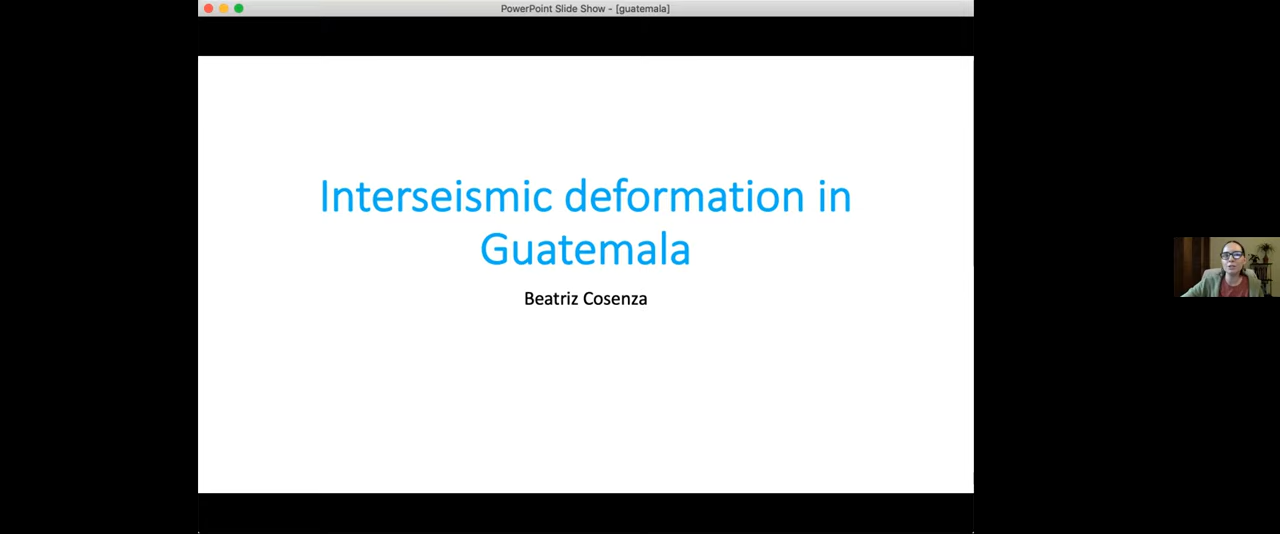 PowerPoint Slide Show - [guatemala]
Interseismic deformation in
Guatemala
Beatriz Cosenza